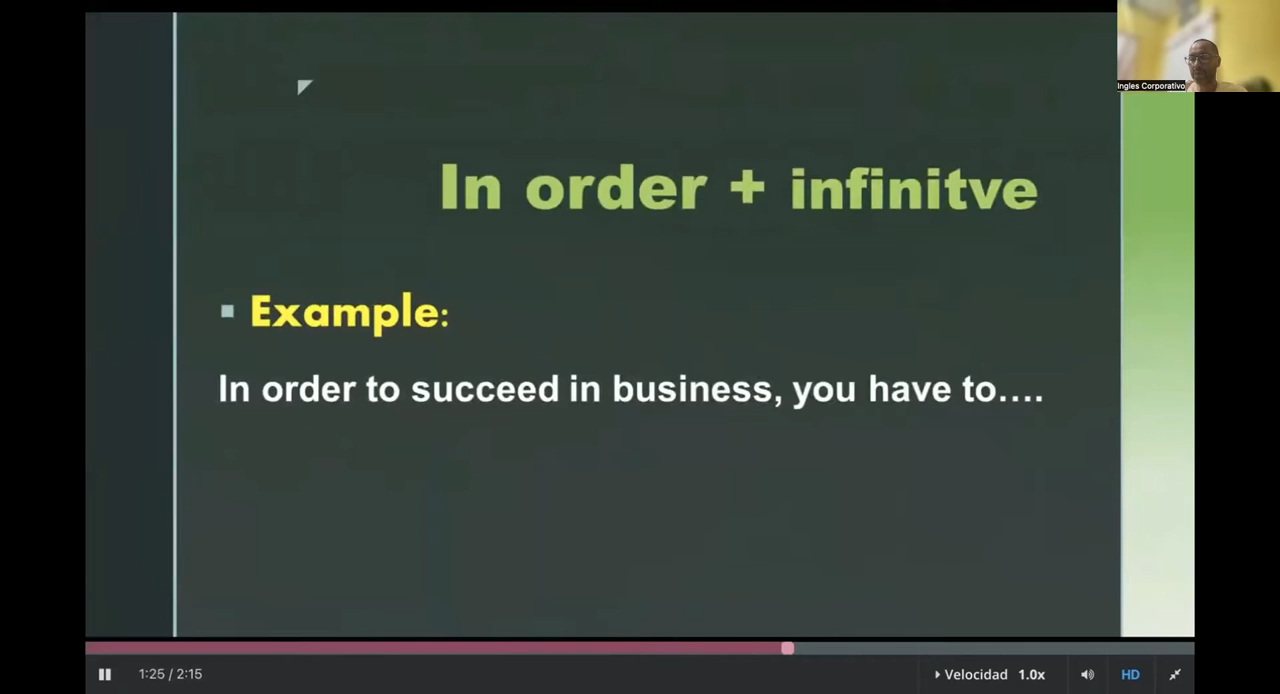 Ingles Corporativo
In order + infinitve
Example:
In order to succeed in business, you have to….
1:25 / 2:15
Velocidad 1.0x
HD